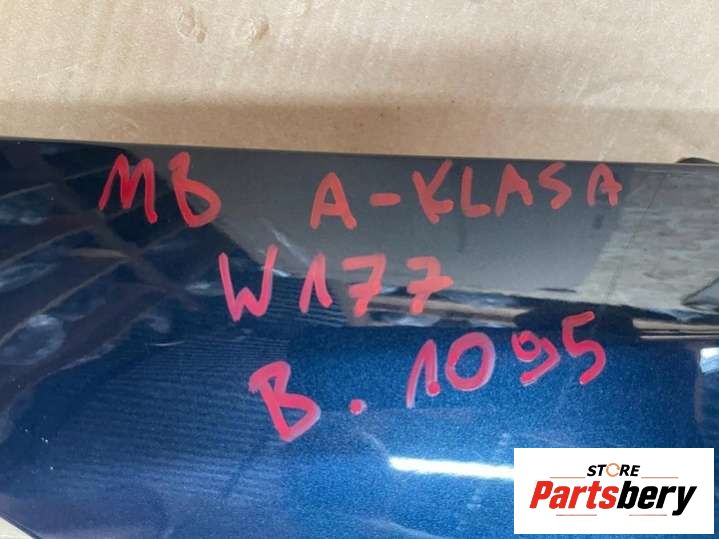 MB A-KLASA
W177
B.1095
STORE
Partsbery